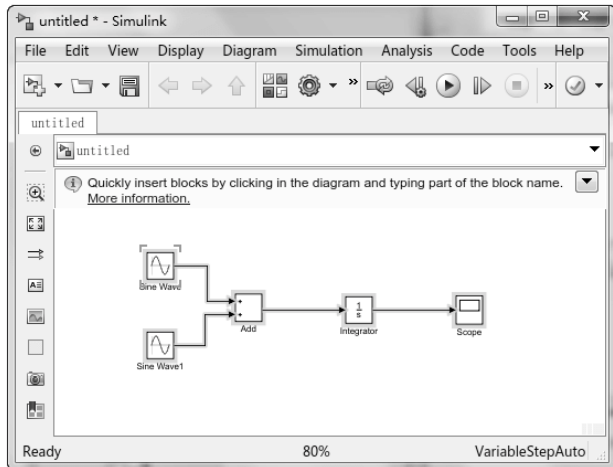 untitled * - Simulink
File Edit View Display Diagram Simulation Analysis Code Tools Help
» »
untitled
untitled
Quickly insert blocks by clicking in the diagram and typing part of the block name.
More information.
Sine Wave
+
+
Add
1
s
Integrator
Scope
Sine Wave1
Ready 80% VariableStepAuto